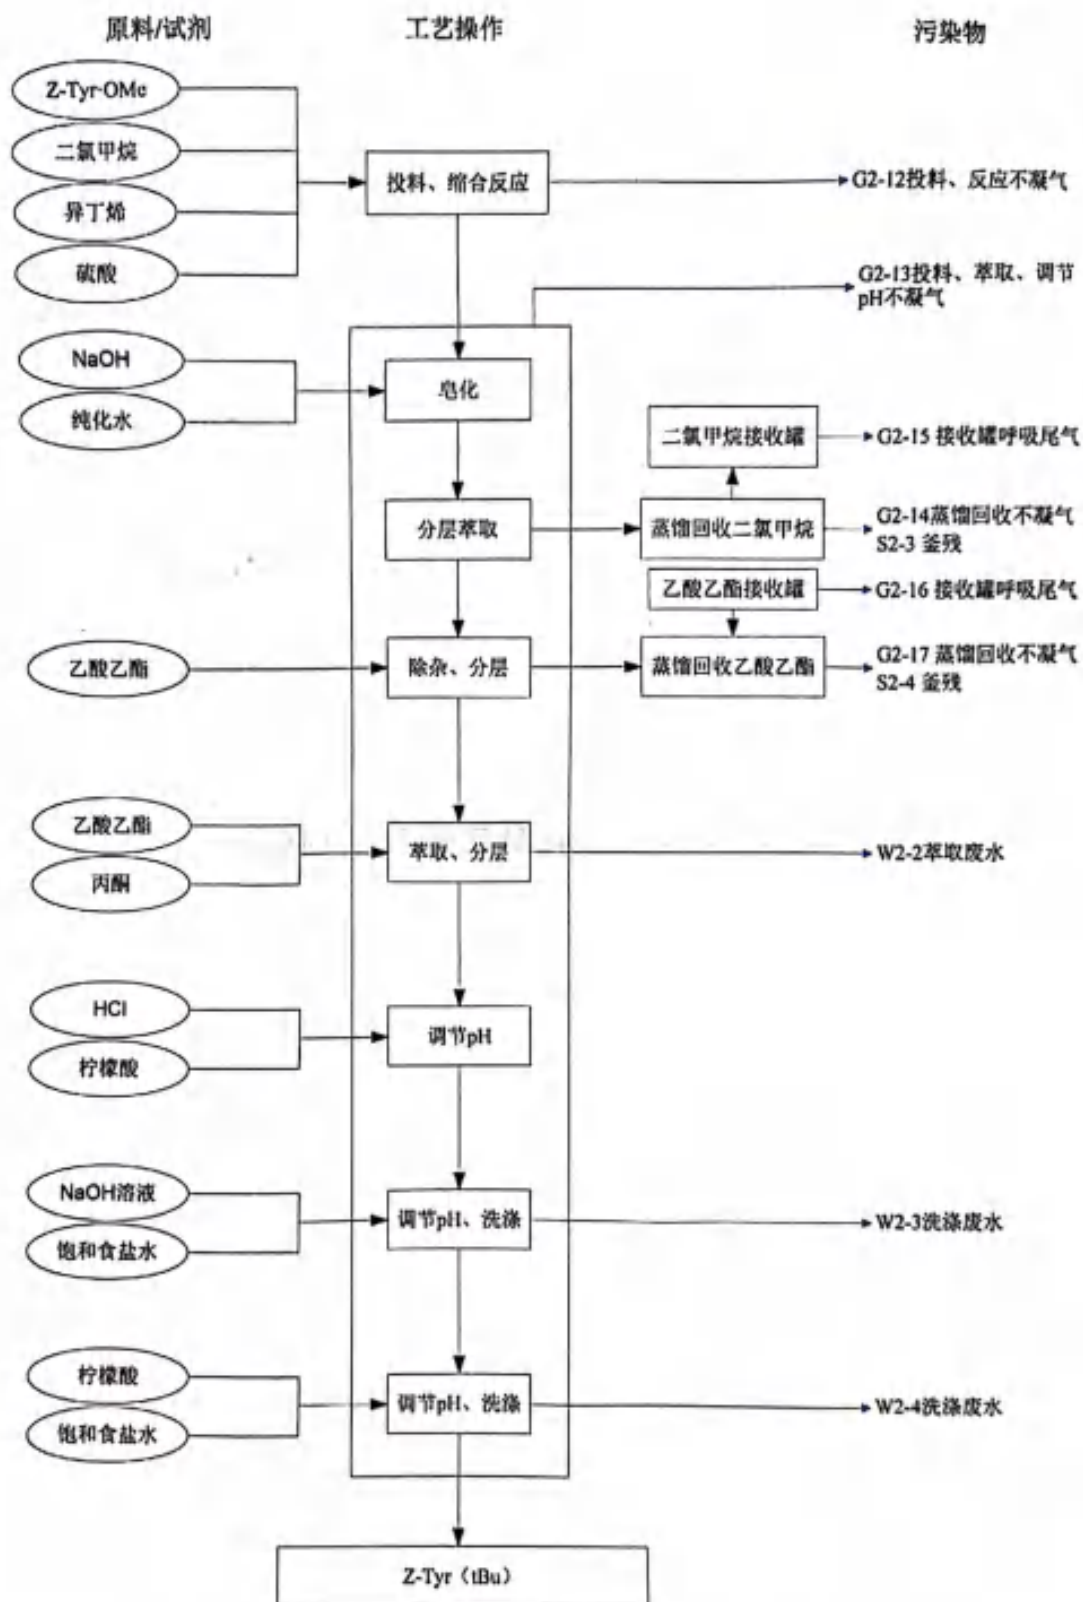 原料/试剂
工艺操作
污染物
Z-Tyr-OMe
二氯甲烷
异丁烯
硫酸
投料、缩合反应
G2-12投料、反应不凝气
G2-13投料、萃取、调节
pH不凝气
NaOH
纯化水
皂化
二氯甲烷接收罐
G2-15 接收罐呼吸尾气
分层萃取
蒸馏回收二氯甲烷
G2-14蒸馏回收不凝气
S2-3 釜残
乙酸乙酯接收罐
G2-16 接收罐呼吸尾气
乙酸乙酯
除杂、分层
蒸馏回收乙酸乙酯
G2-17 蒸馏回收不凝气
S2-4 釜残
乙酸乙酯
丙酮
萃取、分层
W2-2萃取废水
HCl
柠檬酸
调节pH
NaOH溶液
饱和食盐水
调节pH、洗涤
W2-3洗涤废水
柠檬酸
饱和食盐水
调节pH、洗涤
W2-4洗涤废水
Z-Tyr（tBu）